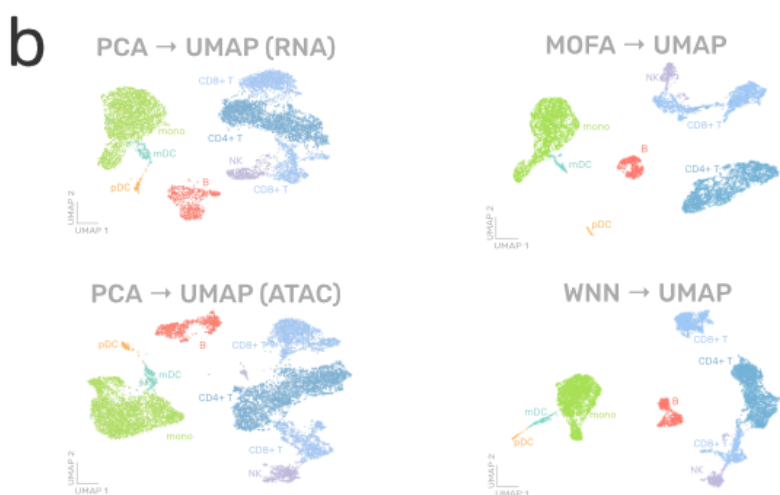 b
PCA → UMAP (RNA)
CD8+ T
mono
CD4+ T
mDC
NK
pDC
B
CD8+ T
UMAP 2
UMAP 1
MOFA → UMAP
NK
CD8+ T
mono
B
mDC
CD4+ T
pDC
UMAP 2
UMAP 1
PCA → UMAP (ATAC)
pDC
B
CD8+ T
mDC
CD4+ T
mono
CD8+ T
NK
UMAP 2
UMAP 1
WNN → UMAP
CD8+ T
CD4+ T
B
mDC
mono
pDC
CD8+ T
NK
UMAP 2
UMAP 1